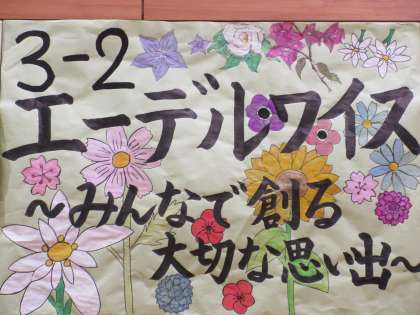 3-2
エーデルワイス
～みんなで創る
大切な思い出～